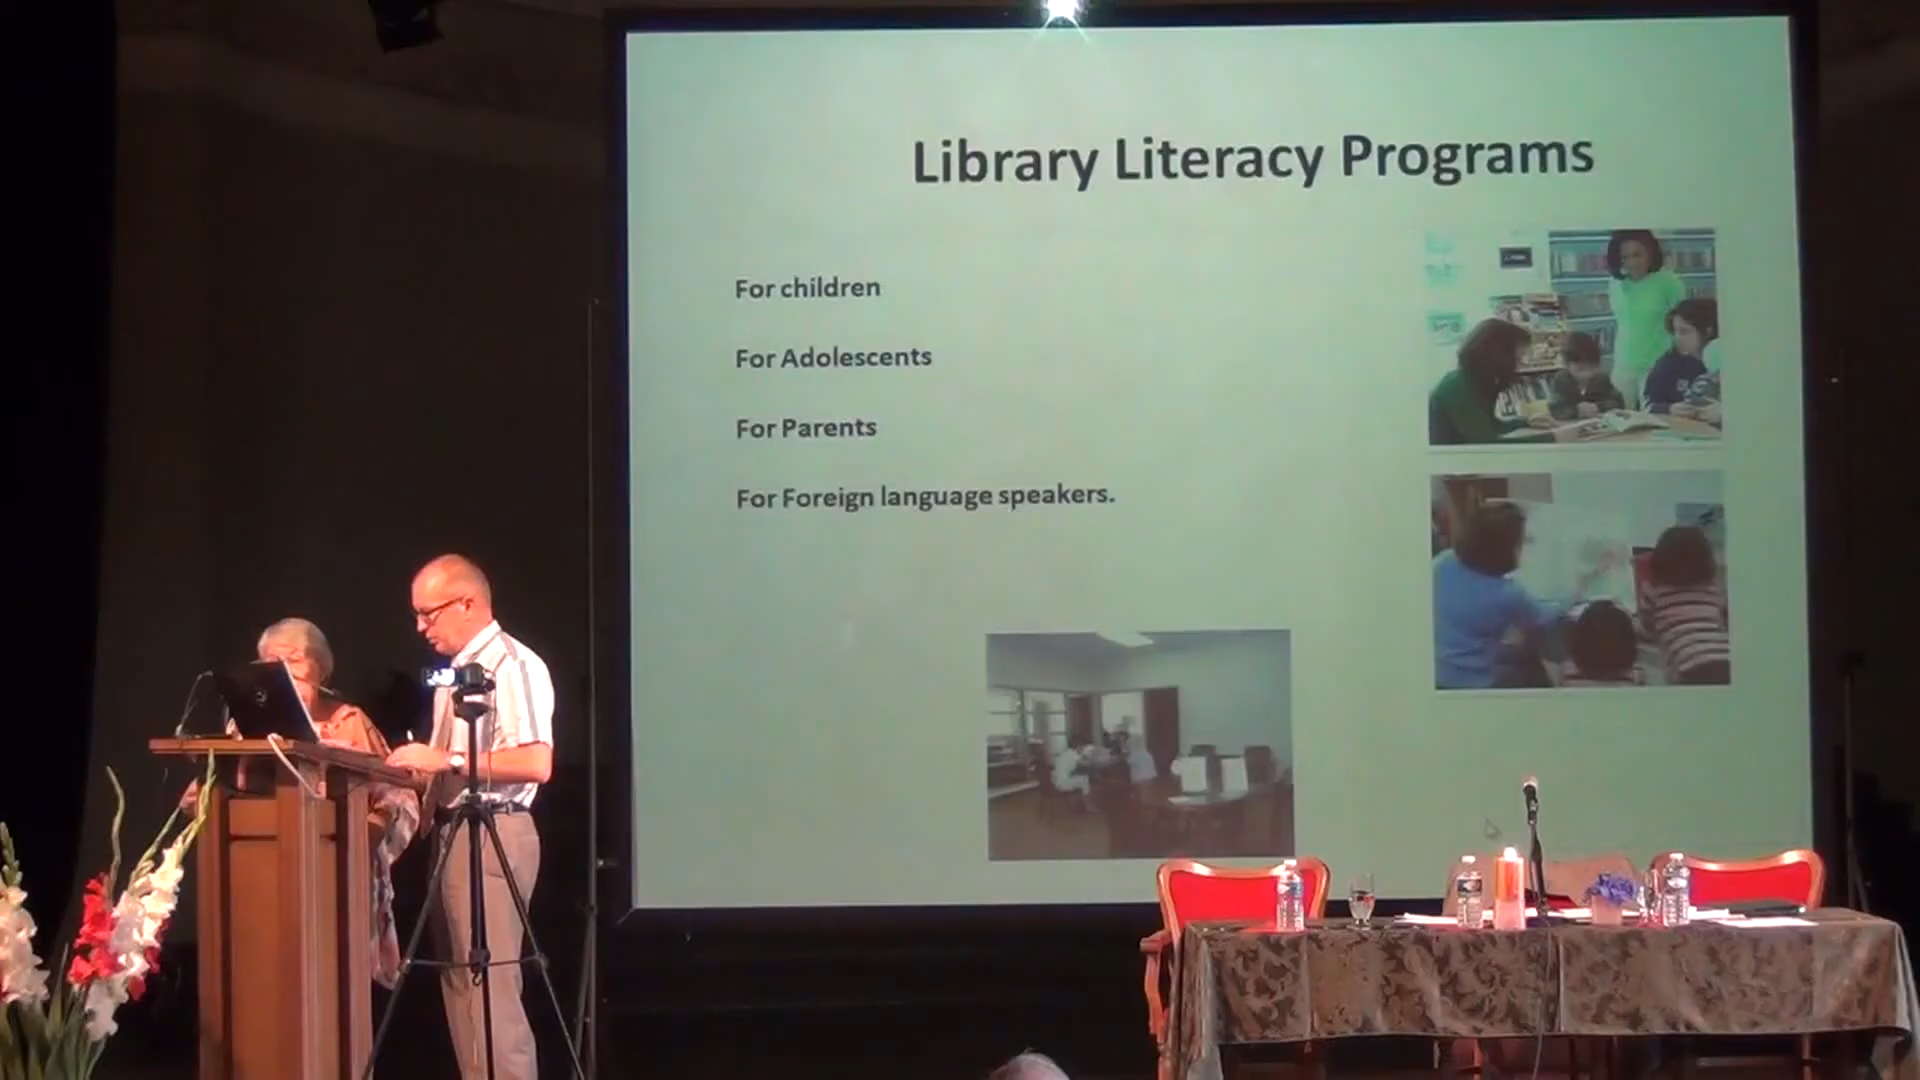 Library Literacy Programs
For children
For Adolescents
For Parents
For Foreign language speakers.